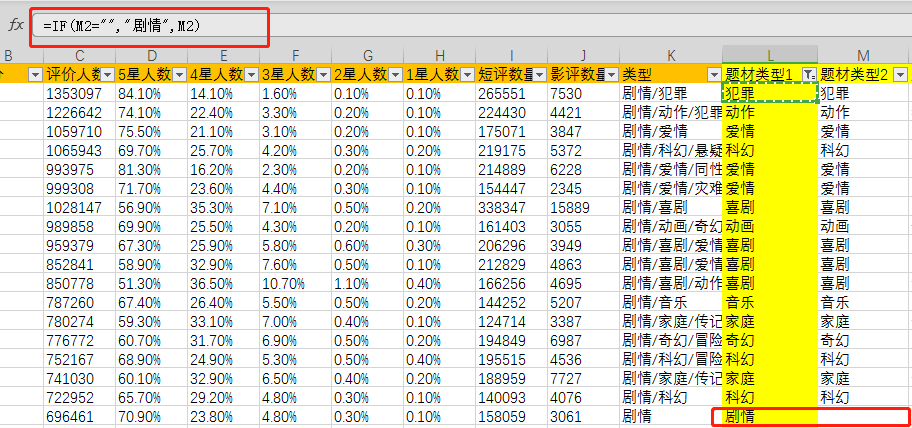 fx =IF(M2="","剧情",M2)
B C D E F G H I J K L M
评价人数 5星人数 4星人数 3星人数 2星人数 1星人数 短评数量 影评数量 类型 题材类型1 题材类型2
1353097 84.10% 14.10% 1.60% 0.10% 0.10% 265551 7530 剧情/犯罪 犯罪 犯罪
1226642 74.10% 22.40% 3.30% 0.20% 0.10% 224430 4421 剧情/动作/犯罪 动作 动作
1059710 75.50% 21.10% 3.10% 0.20% 0.10% 175071 3847 剧情/爱情 爱情 爱情
1065943 69.70% 25.70% 4.20% 0.30% 0.10% 219175 5372 剧情/科幻/悬疑 科幻 科幻
993975 81.30% 16.20% 2.30% 0.20% 0.10% 214889 6228 剧情/爱情/同性 爱情 爱情
999308 71.70% 23.60% 4.40% 0.30% 0.10% 154447 2345 剧情/爱情/灾难 爱情 爱情
1028147 56.90% 35.30% 7.10% 0.50% 0.20% 338347 15889 剧情/喜剧 喜剧 喜剧
989858 69.90% 25.50% 4.30% 0.20% 0.10% 161403 3055 剧情/动画/奇幻 动画 动画
959379 67.30% 25.90% 5.80% 0.60% 0.30% 206296 3949 剧情/喜剧/爱情 喜剧 喜剧
852841 58.90% 32.90% 7.60% 0.50% 0.10% 212829 4863 剧情/喜剧/爱情 喜剧 喜剧
850778 51.30% 36.50% 10.70% 1.10% 0.40% 166256 4695 剧情/喜剧/动作 喜剧 喜剧
787260 67.40% 26.40% 5.50% 0.50% 0.20% 144252 5207 剧情/音乐 音乐 音乐
780274 59.30% 33.10% 7.00% 0.40% 0.10% 124714 3387 剧情/家庭/传记 家庭 家庭
776772 60.70% 31.70% 6.90% 0.50% 0.20% 194849 6987 剧情/奇幻/冒险 奇幻 奇幻
752167 68.90% 24.90% 5.30% 0.50% 0.40% 195515 4536 剧情/科幻/冒险 科幻 科幻
741030 60.10% 32.90% 6.50% 0.40% 0.20% 188959 7727 剧情/家庭/传记 家庭 家庭
722952 65.70% 29.20% 4.80% 0.30% 0.10% 140093 4076 剧情/科幻 科幻 科幻
696461 70.90% 23.80% 4.80% 0.30% 0.10% 158059 3061 剧情 剧情